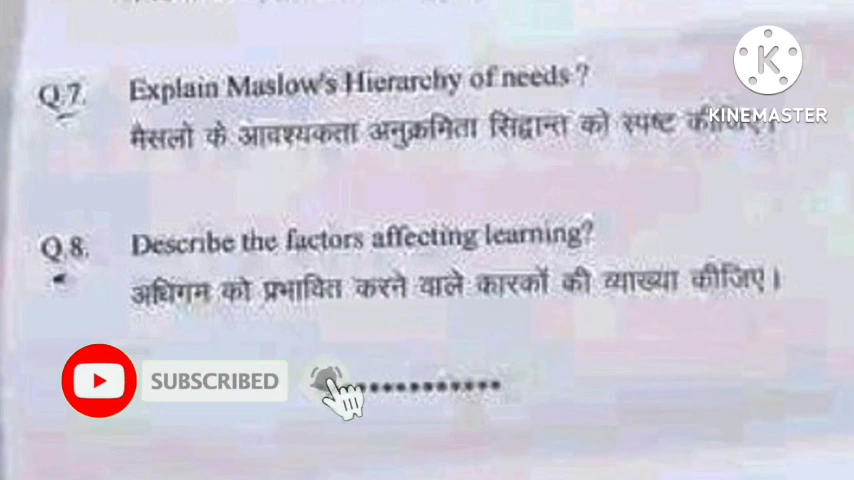 Q.7. Explain Maslow's Hierarchy of needs ?
मैसलो के आवश्यकता अनुक्रमिता सिद्वान्त को स्पष्ट कीजिए।
KINEMASTER
Q.8. Describe the factors affecting learning?
अधिगम को प्रभावित करने वाले कारकों की व्याख्या कीजिए।
SUBSCRIBED